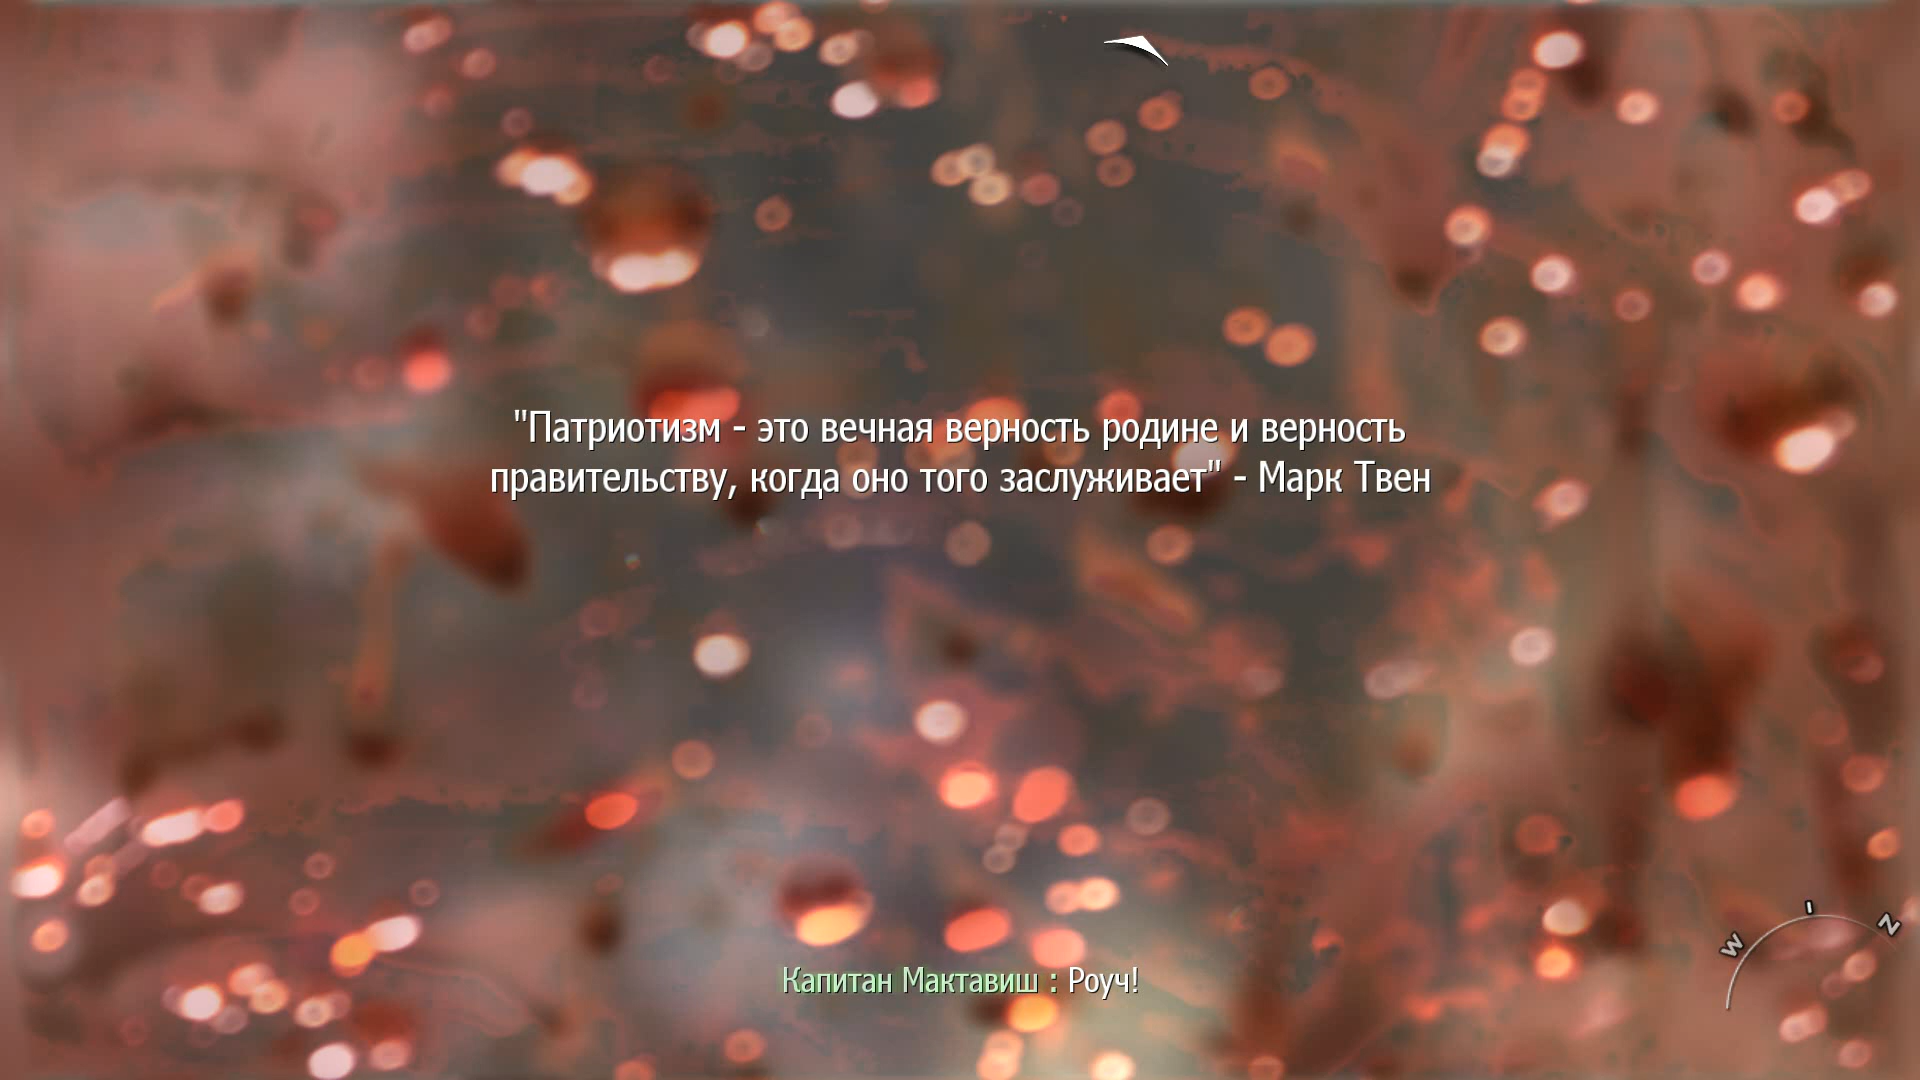 "Патриотизм - это вечная верность родине и верность
правительству, когда оно того заслуживает" - Марк Твен
Капитан Мактавиш : Роуч!
W
N